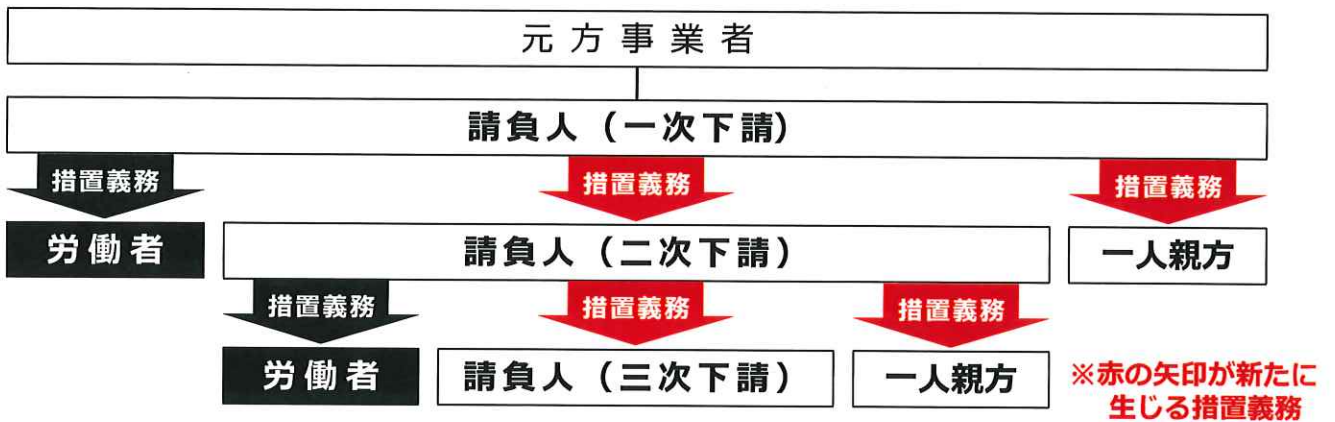 元方事業者
請負人（一次下請）
措置義務
措置義務
措置義務
労働者
請負人（二次下請）
一人親方
措置義務
措置義務
措置義務
労働者
請負人（三次下請）
一人親方
※赤の矢印が新たに
生じる措置義務